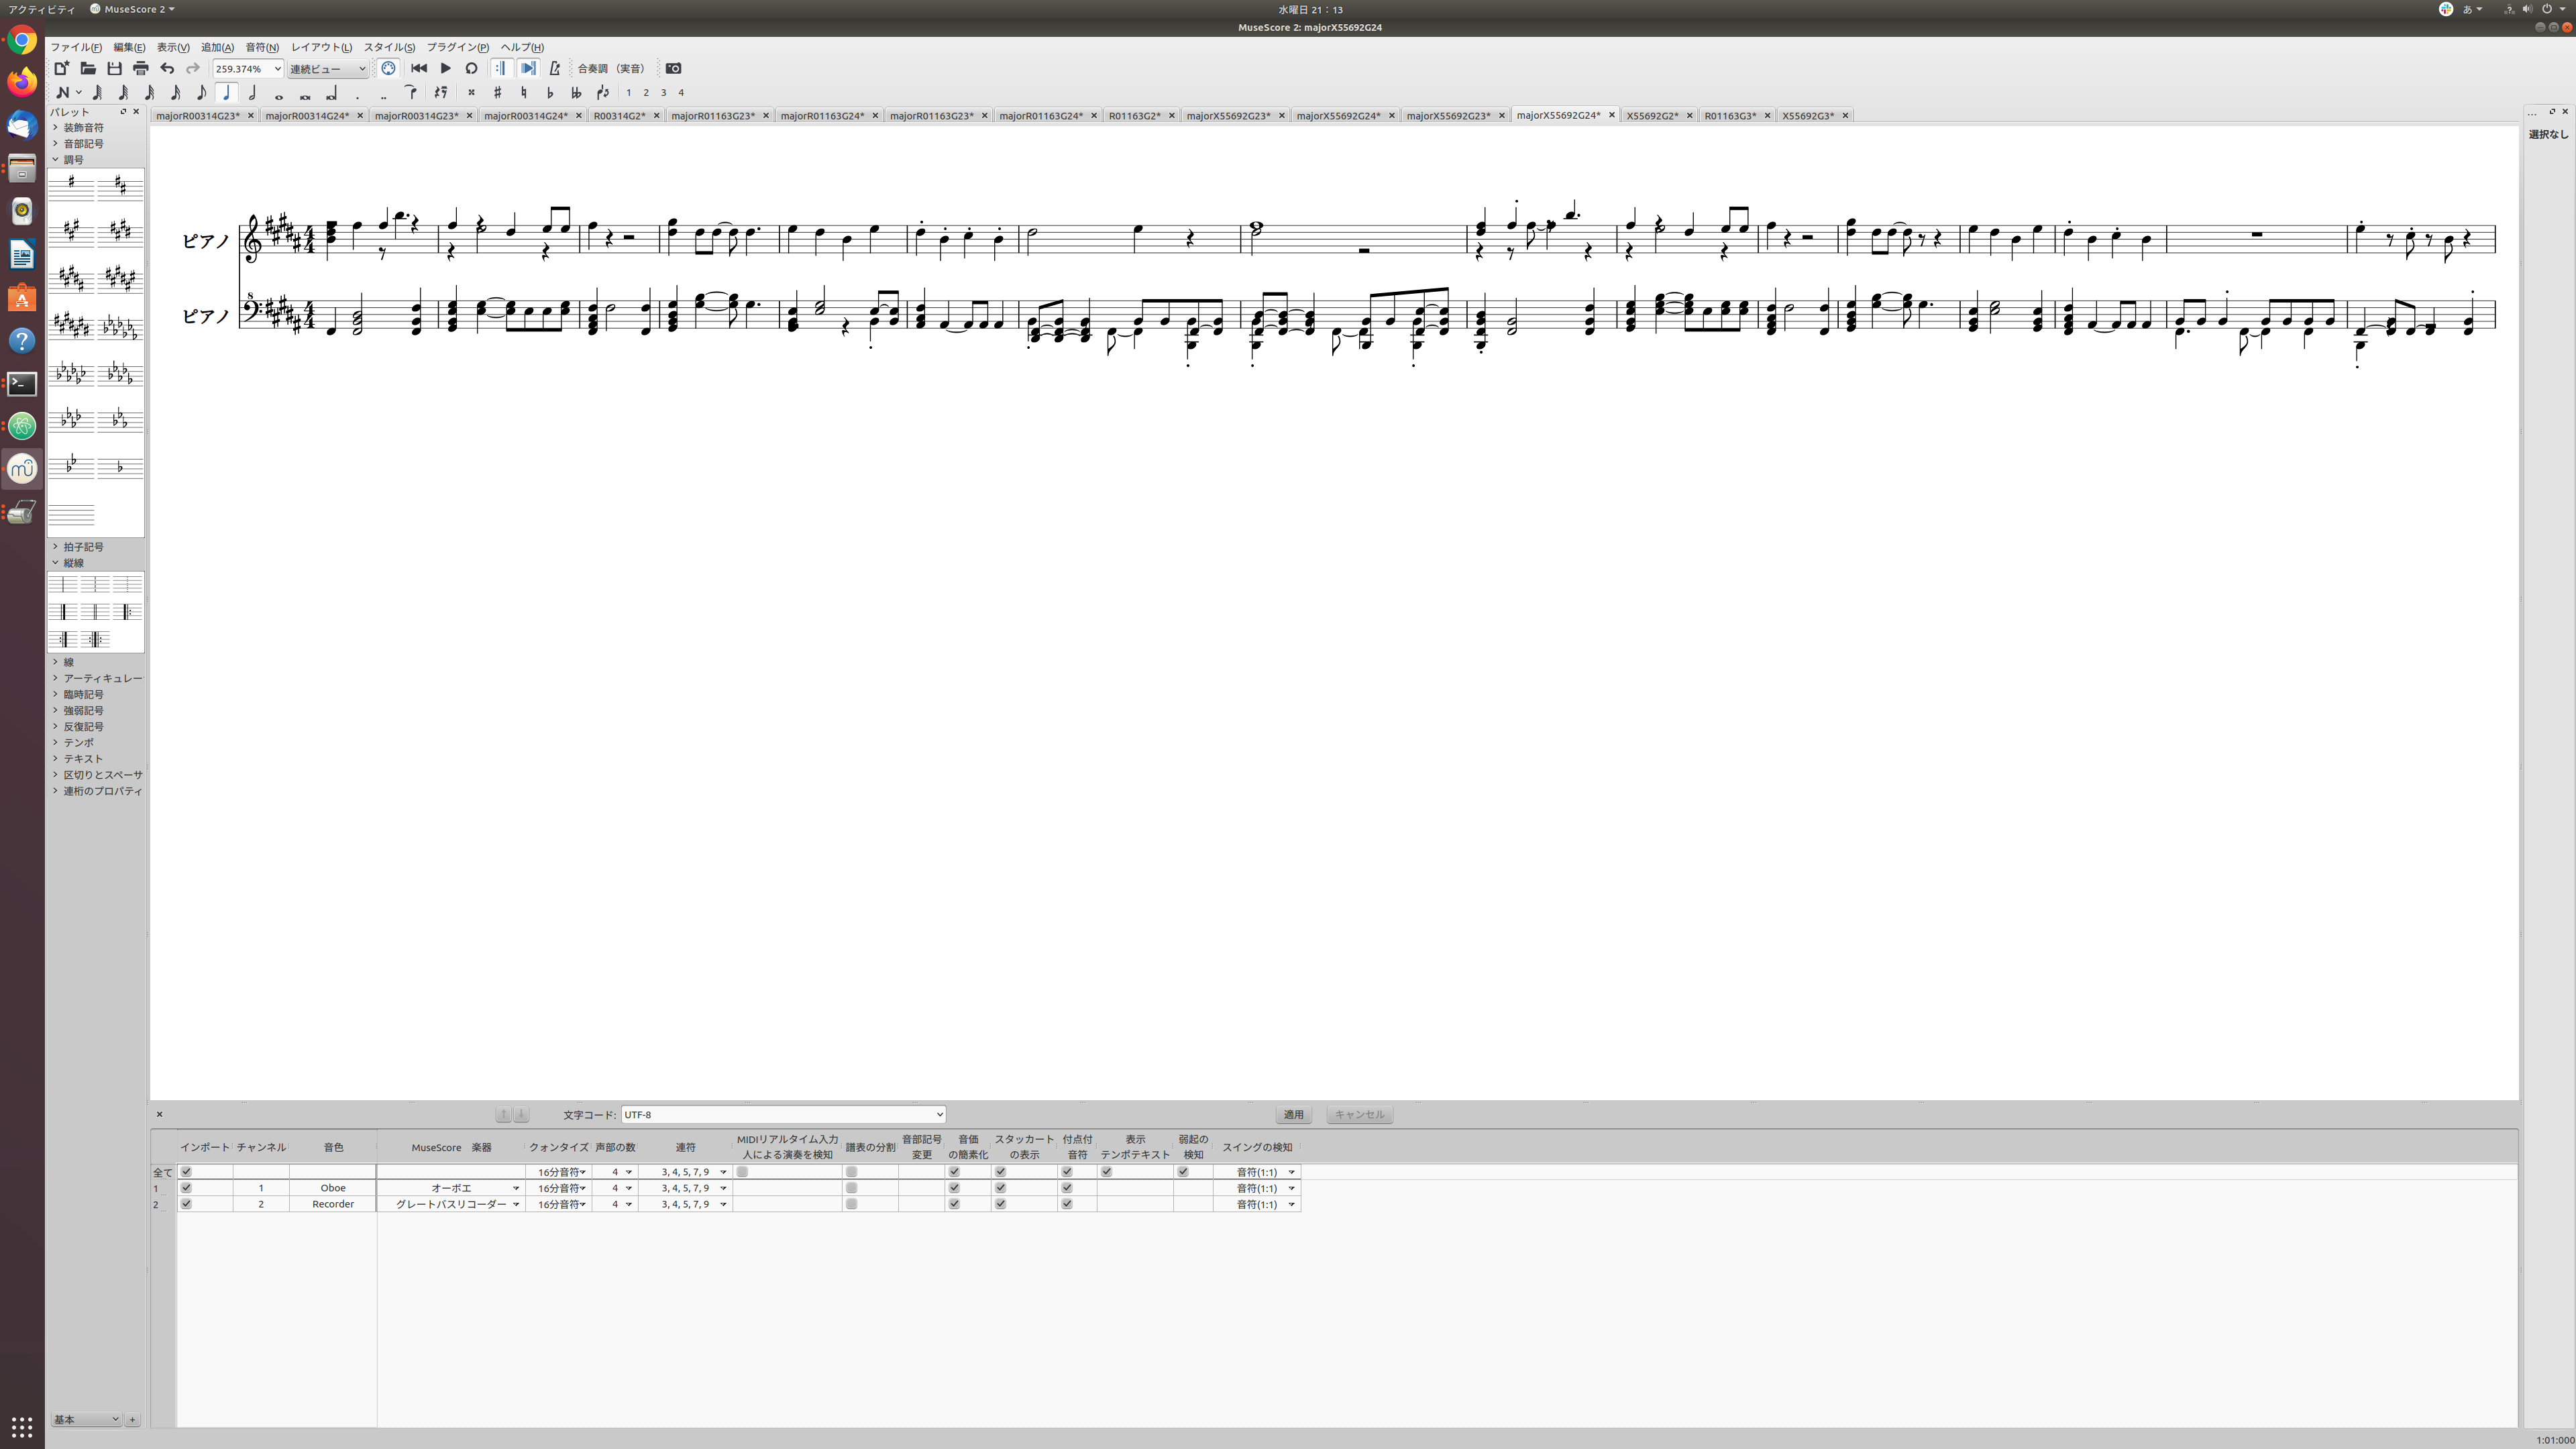 アクティビティ MuseScore 2 水曜日 21：13 あ
MuseScore 2: majorX55692G24
ファイル(F) 編集(E) 表示(V) 追加(A) 音符(N) レイアウト(L) スタイル(S) プラグイン(P) ヘルプ(H)
259.374% 連続ビュー 合奏調 （実音）
1 2 3 4
パレット
majorR00314G23* majorR00314G24* majorR00314G23* majorR00314G24* R00314G2* majorR01163G23* majorR01163G24* majorR01163G23* majorR01163G24* R01163G2* majorX55692G23* majorX55692G24* majorX55692G23* majorX55692G24* X55692G2* R01163G3* X55692G3*
選択なし
装飾音符
音部記号
調号
ピアノ
ピアノ
拍子記号
縦線
線
アーティキュレー
臨時記号
強弱記号
反復記号
テンポ
テキスト
区切りとスペーサ
連桁のプロパティ
文字コード: UTF-8 適用 キャンセル
インポート チャンネル 音色 MuseScore 楽器 クォンタイズ 声部の数 連符 MIDIリアルタイム入力 人による演奏を検知 譜表の分割 音部記号 変更 音価 の簡素化 スタッカート の表示 付点付 音符 表示 テンポテキスト 弱起の 検知 スイングの検知
全て 16分音符 4 3, 4, 5, 7, 9 音符(1:1)
1 1 Oboe オーボエ 16分音符 4 3, 4, 5, 7, 9 音符(1:1)
2 2 Recorder グレートバスリコーダー 16分音符 4 3, 4, 5, 7, 9 音符(1:1)
基本 +
1:01:000